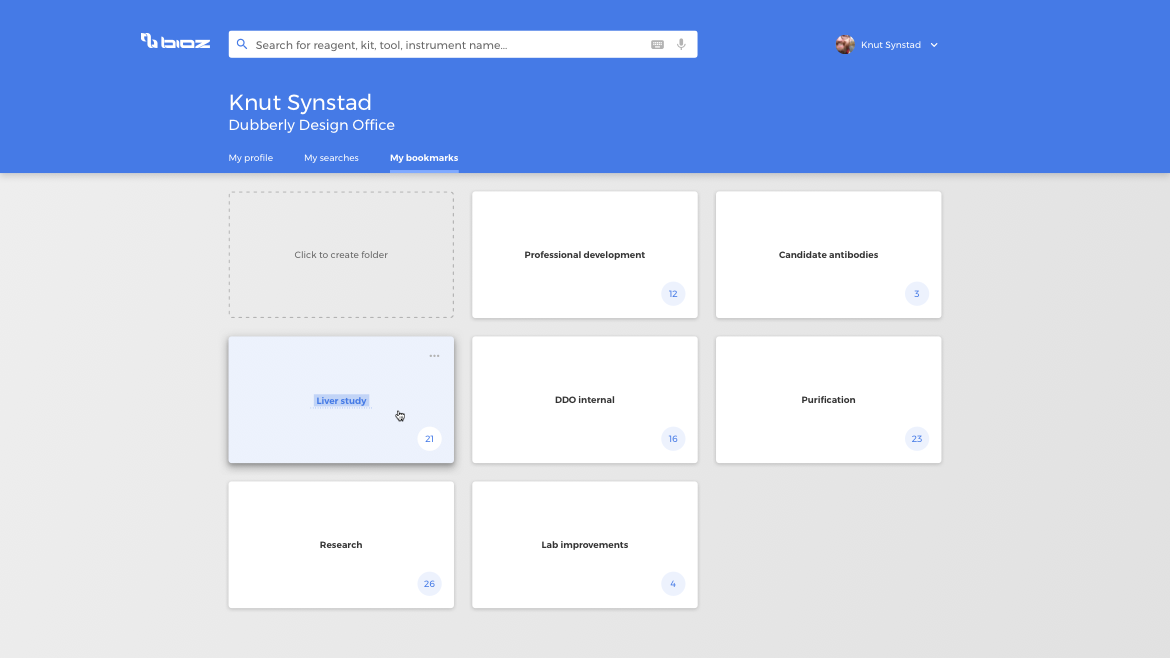 bioz
Search for reagent, kit, tool, instrument name...
Knut Synstad
Knut Synstad
Dubberly Design Office
My profile
My searches
My bookmarks
Click to create folder
Professional development
12
Candidate antibodies
3
Liver study
21
DDO internal
16
Purification
23
Research
26
Lab improvements
4